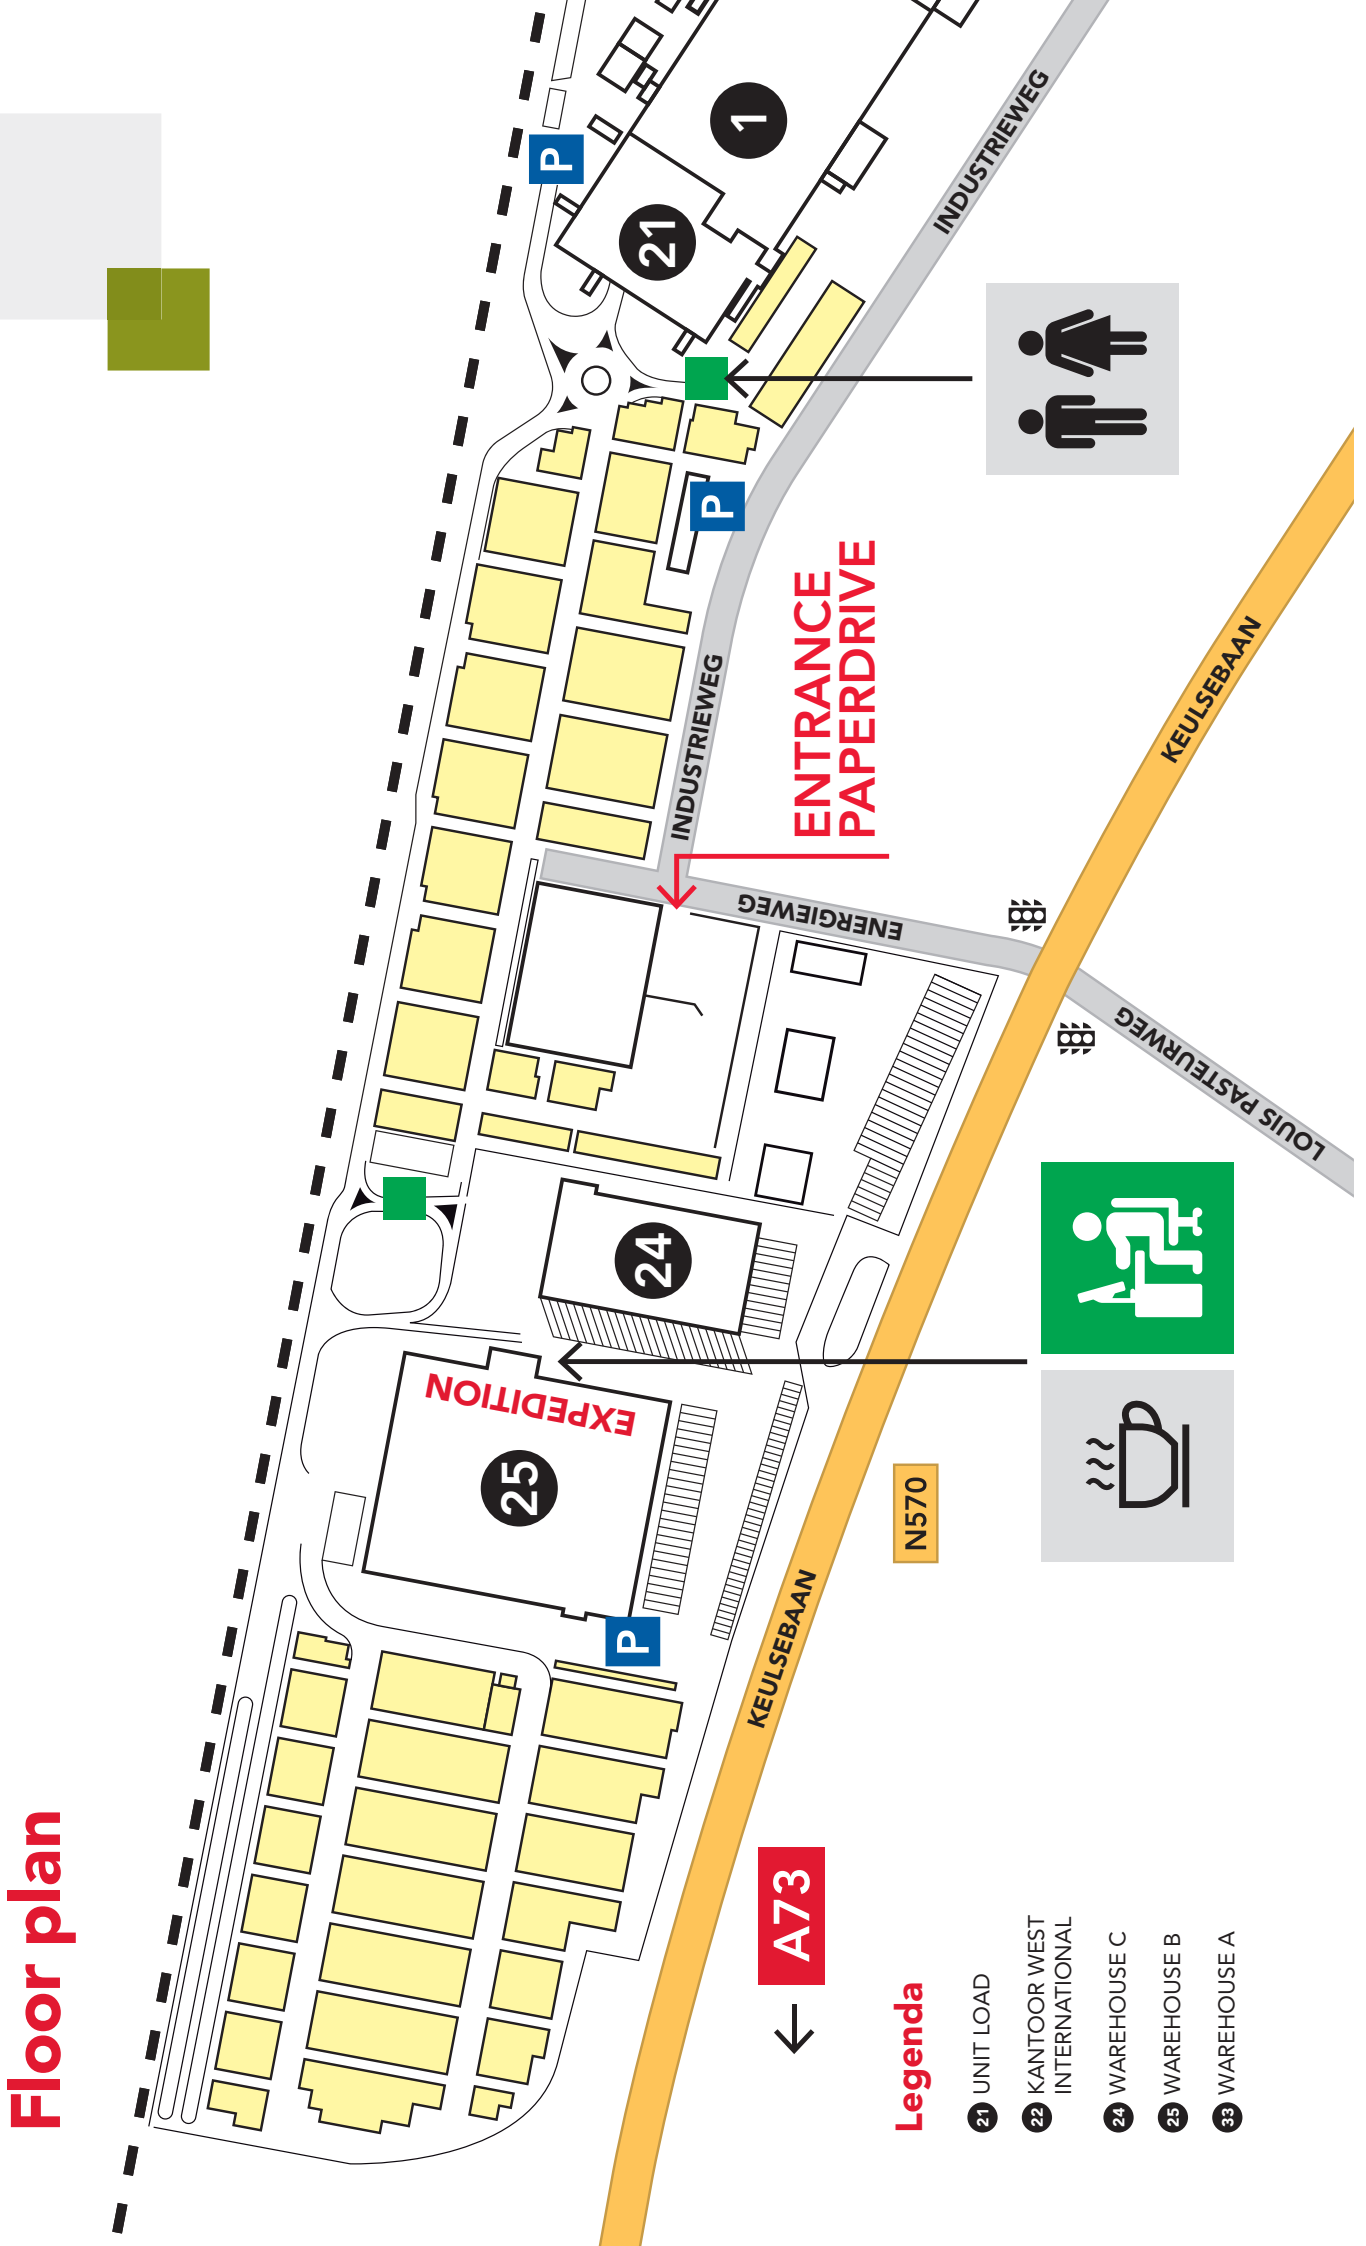 Floor plan
P
1
21
INDUSTRIEWEG
P
ENTRANCE
PAPERDRIVE
INDUSTRIEWEG
KEULSEBAAN
ENERGIEWEG
LOUIS PASTEURWEG
24
EXPEDITION
25
N570
P
KEULSEBAAN
A73
Legenda
21 UNIT LOAD
22 KANTOOR WEST
INTERNATIONAL
24 WAREHOUSE C
25 WAREHOUSE B
33 WAREHOUSE A